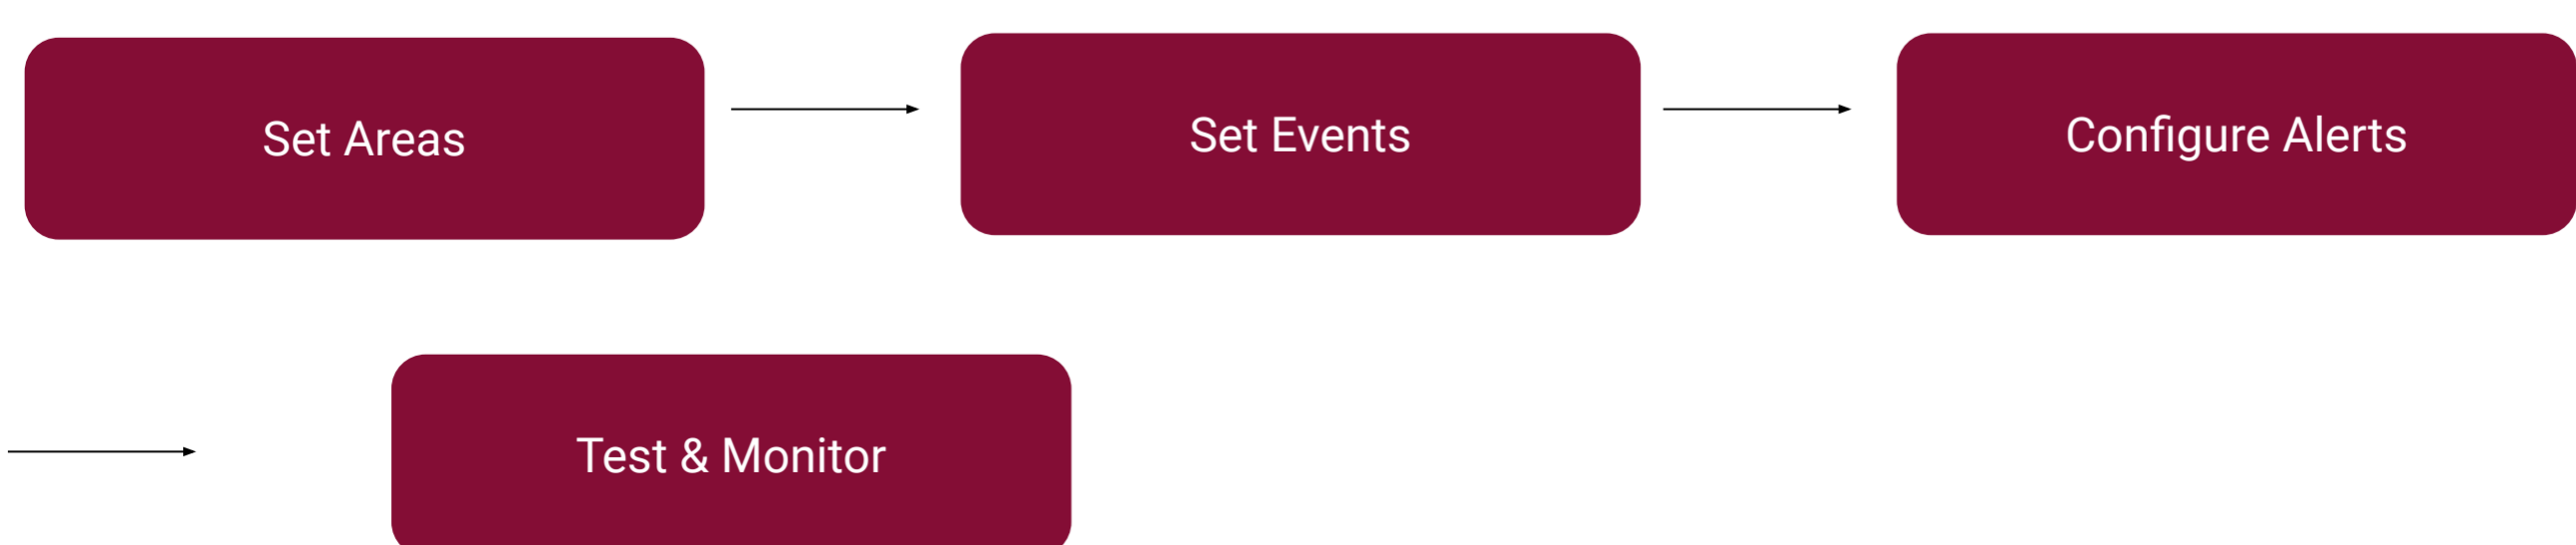 Set Areas
Set Events
Configure Alerts
Test & Monitor